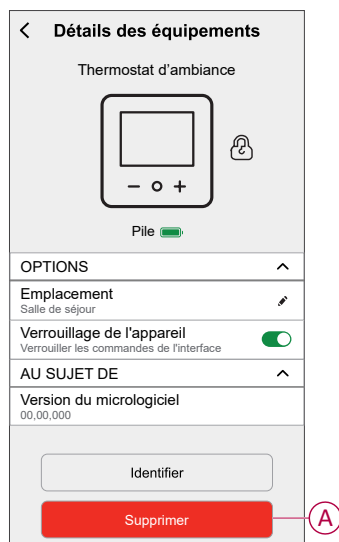 Détails des équipements
Thermostat d'ambiance
Pile
OPTIONS
Emplacement
Salle de séjour
Verrouillage de l'appareil
Verrouiller les commandes de l'interface
AU SUJET DE
Version du micrologiciel
00,00,000
Identifier
Supprimer
A